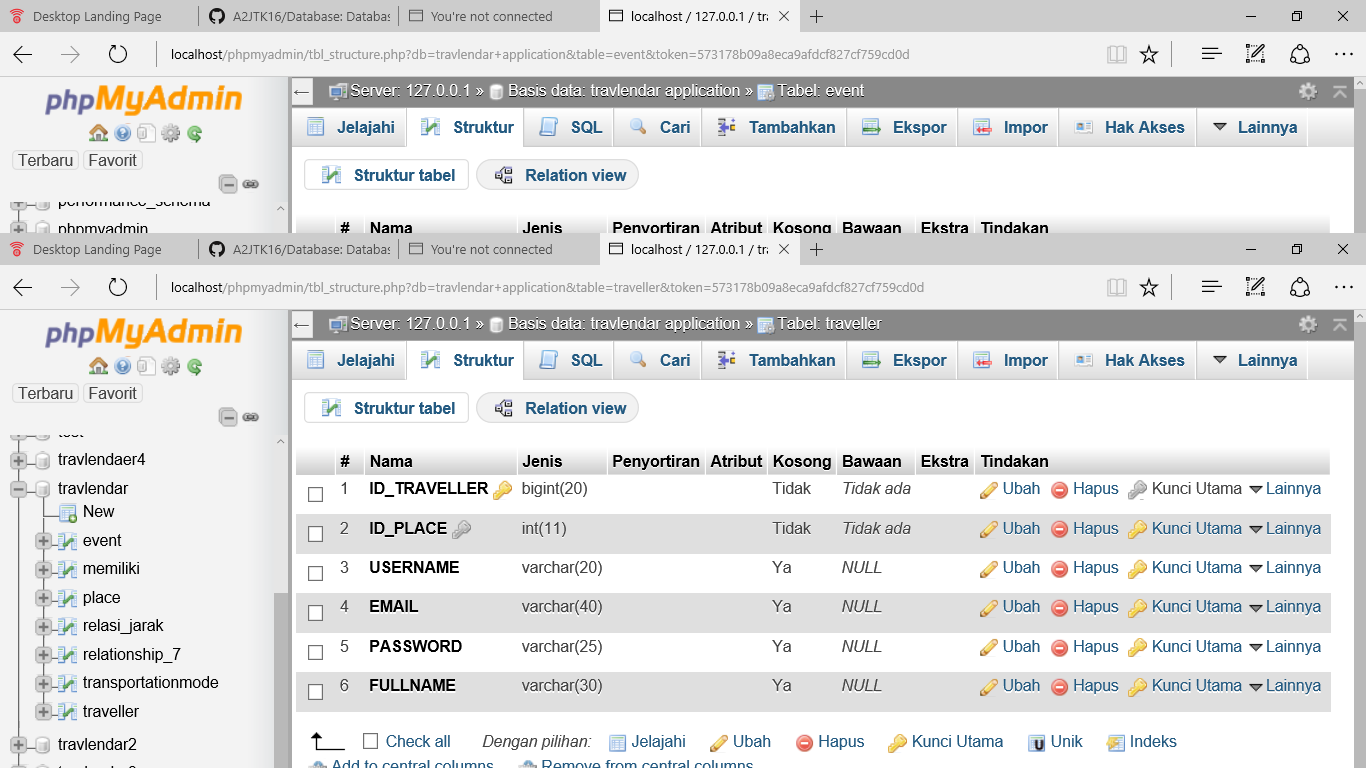 Desktop Landing Page A2JTK16/Database: Databas You're not connected localhost / 127.0.0.1 / tra
localhost/phpmyadmin/tbl_structure.php?db=travlendar+application&table=event&token=573178b09a8eca9afdcf827cf759cd0d
phpMyAdmin
Terbaru Favorit
performance_schema
phpmyadmin
Server: 127.0.0.1 » Basis data: travlendar application » Tabel: event
Jelajahi Struktur SQL Cari Tambahkan Ekspor Impor Hak Akses Lainnya
Struktur tabel Relation view
# Nama Jenis Penyortiran Atribut Kosong Bawaan Ekstra Tindakan
Desktop Landing Page A2JTK16/Database: Databas You're not connected localhost / 127.0.0.1 / tra
localhost/phpmyadmin/tbl_structure.php?db=travlendar+application&table=traveller&token=573178b09a8eca9afdcf827cf759cd0d
phpMyAdmin
Terbaru Favorit
test
travlendaer4
travlendar
New
event
memiliki
place
relasi_jarak
relationship_7
transportationmode
traveller
travlendar2
Server: 127.0.0.1 » Basis data: travlendar application » Tabel: traveller
Jelajahi Struktur SQL Cari Tambahkan Ekspor Impor Hak Akses Lainnya
Struktur tabel Relation view
# Nama Jenis Penyortiran Atribut Kosong Bawaan Ekstra Tindakan
1 ID_TRAVELLER bigint(20) Tidak Tidak ada Ubah Hapus Kunci Utama Lainnya
2 ID_PLACE int(11) Tidak Tidak ada Ubah Hapus Kunci Utama Lainnya
3 USERNAME varchar(20) Ya NULL Ubah Hapus Kunci Utama Lainnya
4 EMAIL varchar(40) Ya NULL Ubah Hapus Kunci Utama Lainnya
5 PASSWORD varchar(25) Ya NULL Ubah Hapus Kunci Utama Lainnya
6 FULLNAME varchar(30) Ya NULL Ubah Hapus Kunci Utama Lainnya
Check all Dengan pilihan: Jelajahi Ubah Hapus Kunci Utama Unik Indeks
Add to central columns Remove from central columns